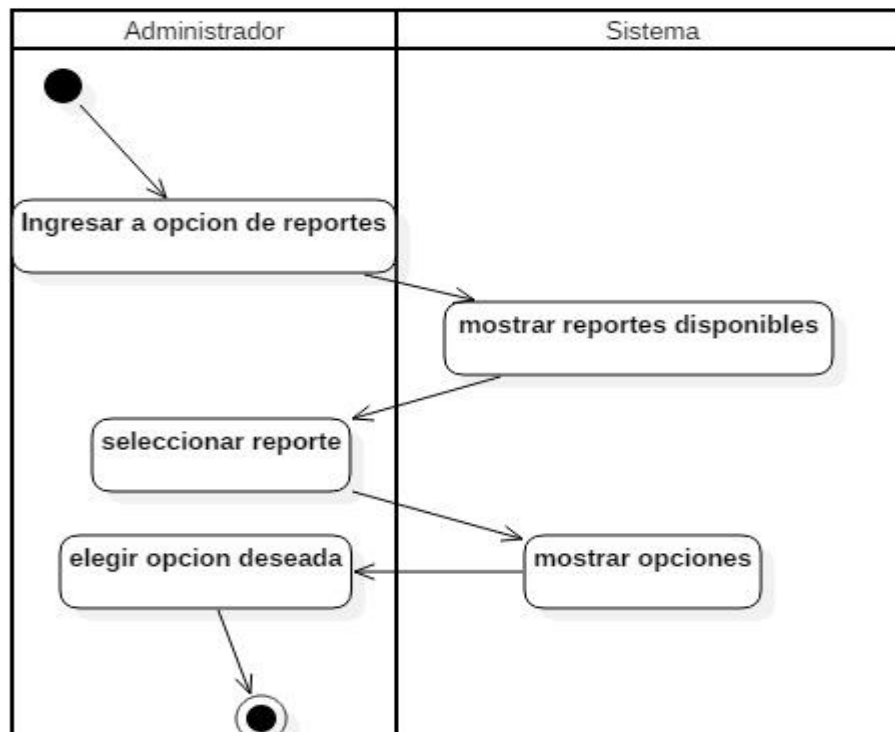 Administrador
Sistema
Ingresar a opcion de reportes
mostrar reportes disponibles
seleccionar reporte
elegir opcion deseada
mostrar opciones